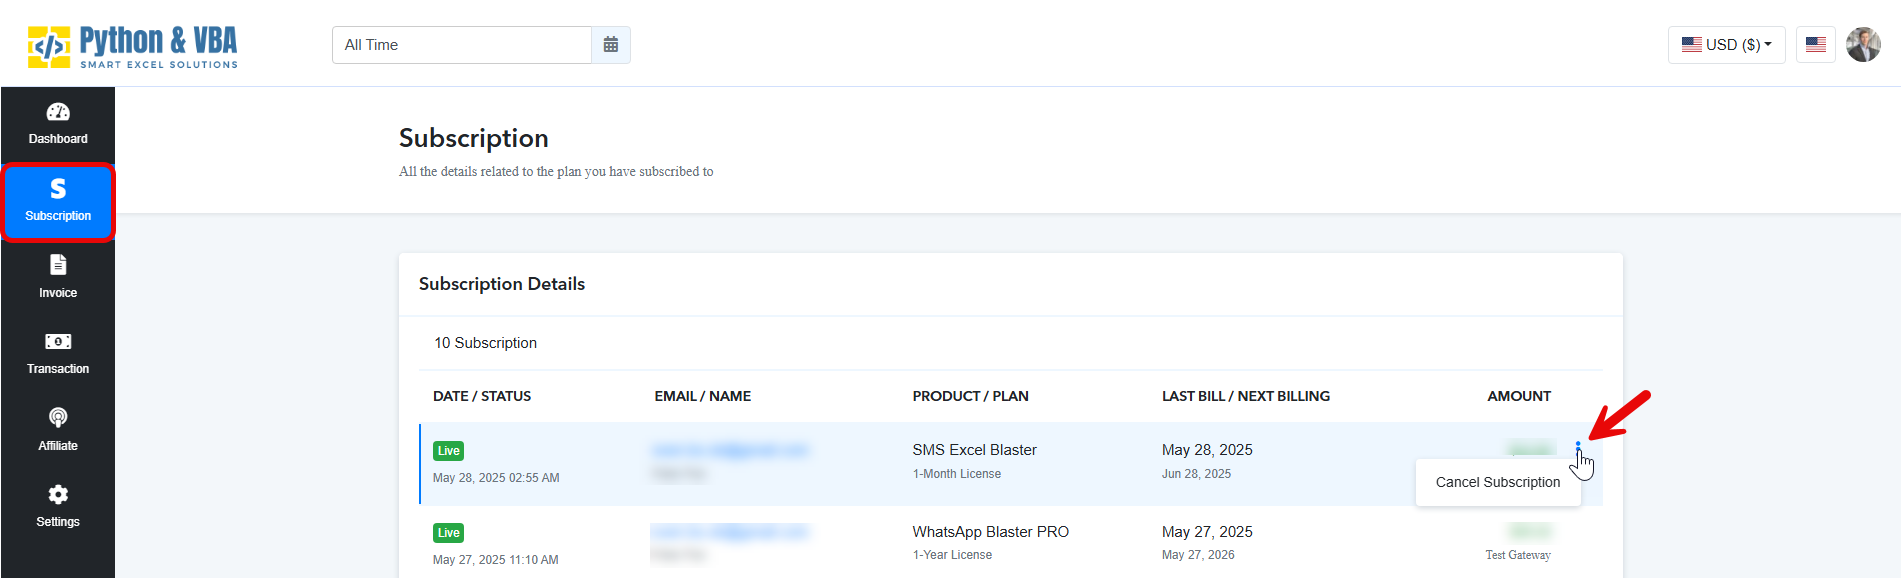 Python & VBA
SMART EXCEL SOLUTIONS
All Time
USD ($)
Dashboard
Subscription
Invoice
Transaction
Affiliate
Settings
Subscription
All the details related to the plan you have subscribed to
Subscription Details
10 Subscription
DATE / STATUS EMAIL / NAME PRODUCT / PLAN LAST BILL / NEXT BILLING AMOUNT
Live SMS Excel Blaster May 28, 2025
May 28, 2025 02:55 AM 1-Month License Jun 28, 2025
Cancel Subscription
Live WhatsApp Blaster PRO May 27, 2025
May 27, 2025 11:10 AM 1-Year License May 27, 2026 Test Gateway